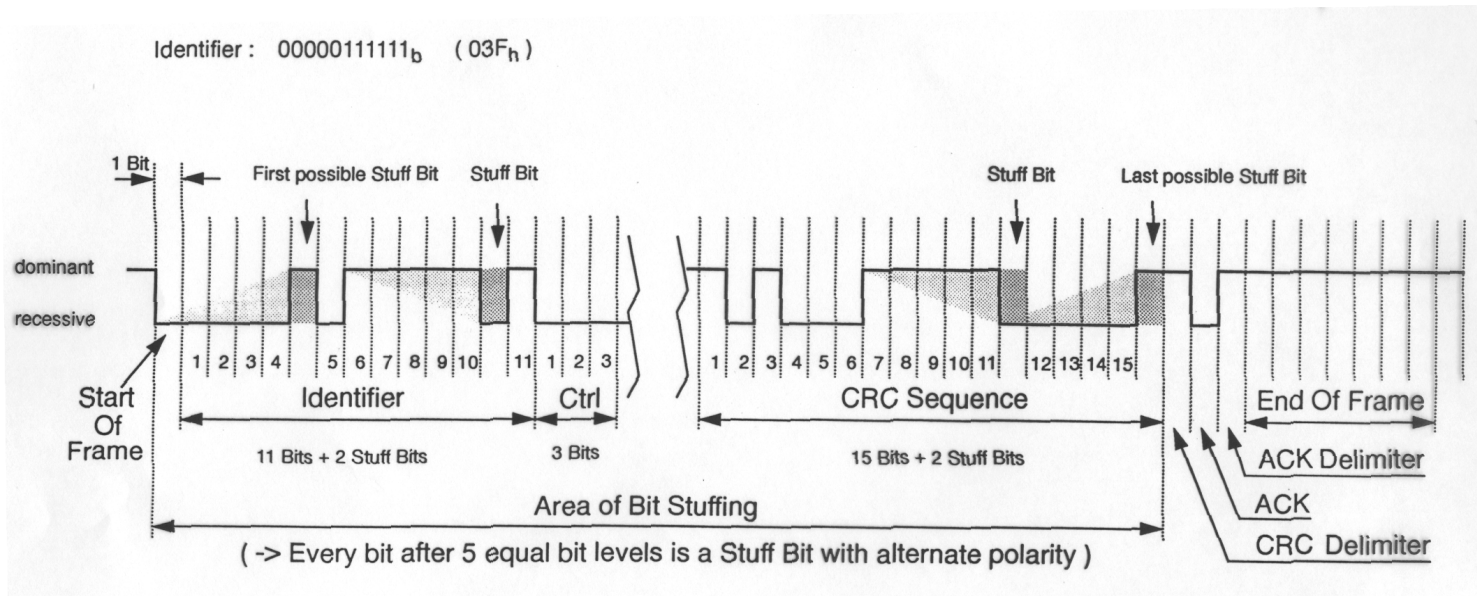 Identifier : 00000111111b ( 03Fh )
1 Bit
First possible Stuff Bit
Stuff Bit
Stuff Bit
Last possible Stuff Bit
dominant
recessive
1 2 3 4 5 6 7 8 9 10 11 1 2 3
1 2 3 4 5 6 7 8 9 10 11 12 13 14 15
Start
Of
Frame
Identifier
Ctrl
CRC Sequence
End Of Frame
11 Bits + 2 Stuff Bits
3 Bits
15 Bits + 2 Stuff Bits
ACK Delimiter
ACK
CRC Delimiter
Area of Bit Stuffing
( -> Every bit after 5 equal bit levels is a Stuff Bit with alternate polarity )